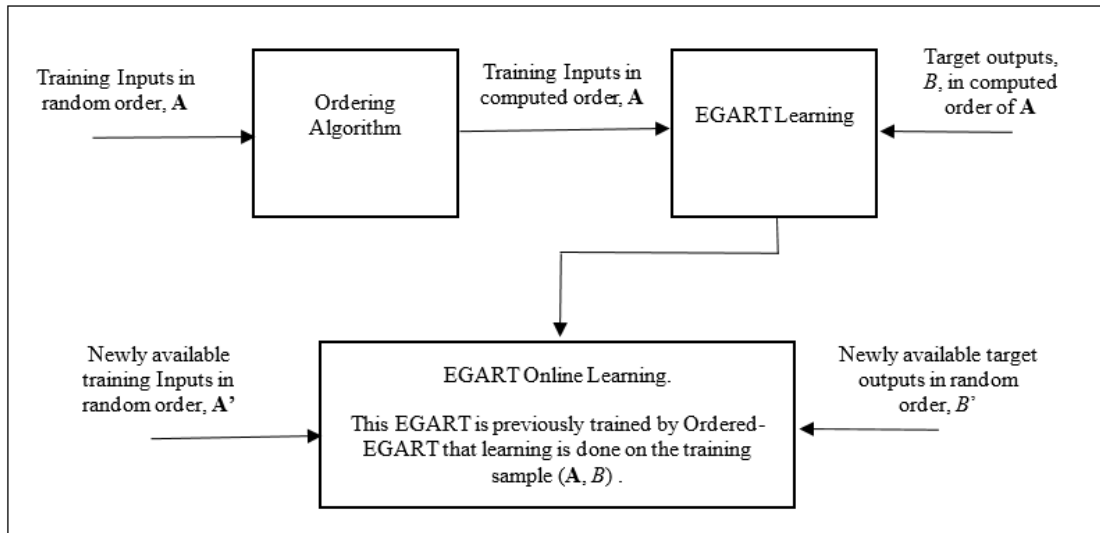 Training Inputs in
random order, A
Ordering
Algorithm
Training Inputs in
computed order, A
EGART Learning
Target outputs,
B, in computed
order of A
Newly available
training Inputs in
random order, A’
EGART Online Learning.
This EGART is previously trained by Ordered-
EGART that learning is done on the training
sample (A, B) .
Newly available target
outputs in random
order, B’